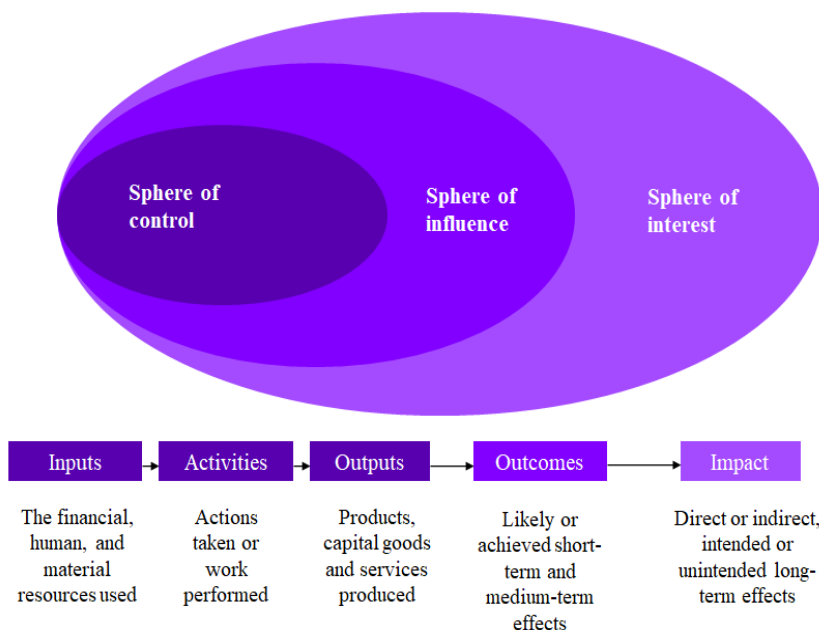 Sphere of
control
Sphere of
influence
Sphere of
interest
Inputs
Activities
Outputs
Outcomes
Impact
The financial,
human, and
material
resources used
Actions
taken or
work
performed
Products,
capital goods
and services
produced
Likely or
achieved short-
term and
medium-term
effects
Direct or indirect,
intended or
unintended long-
term effects